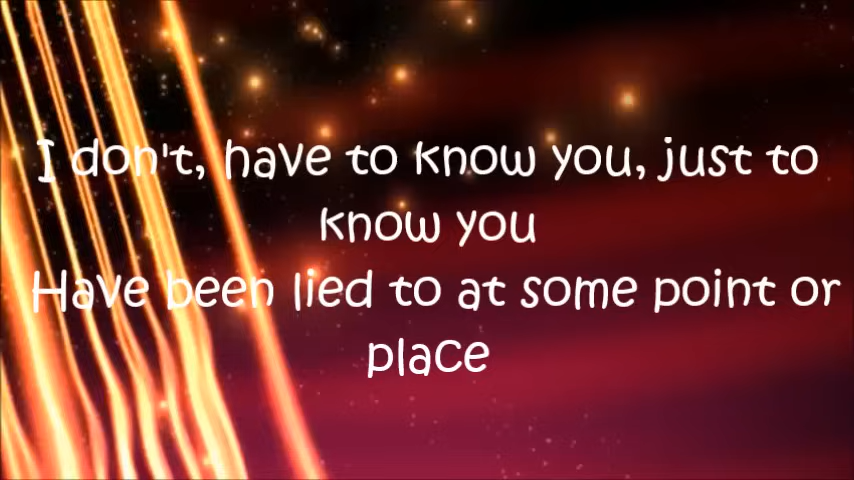 I don't, have to know you, just to
know you
Have been lied to at some point or
place